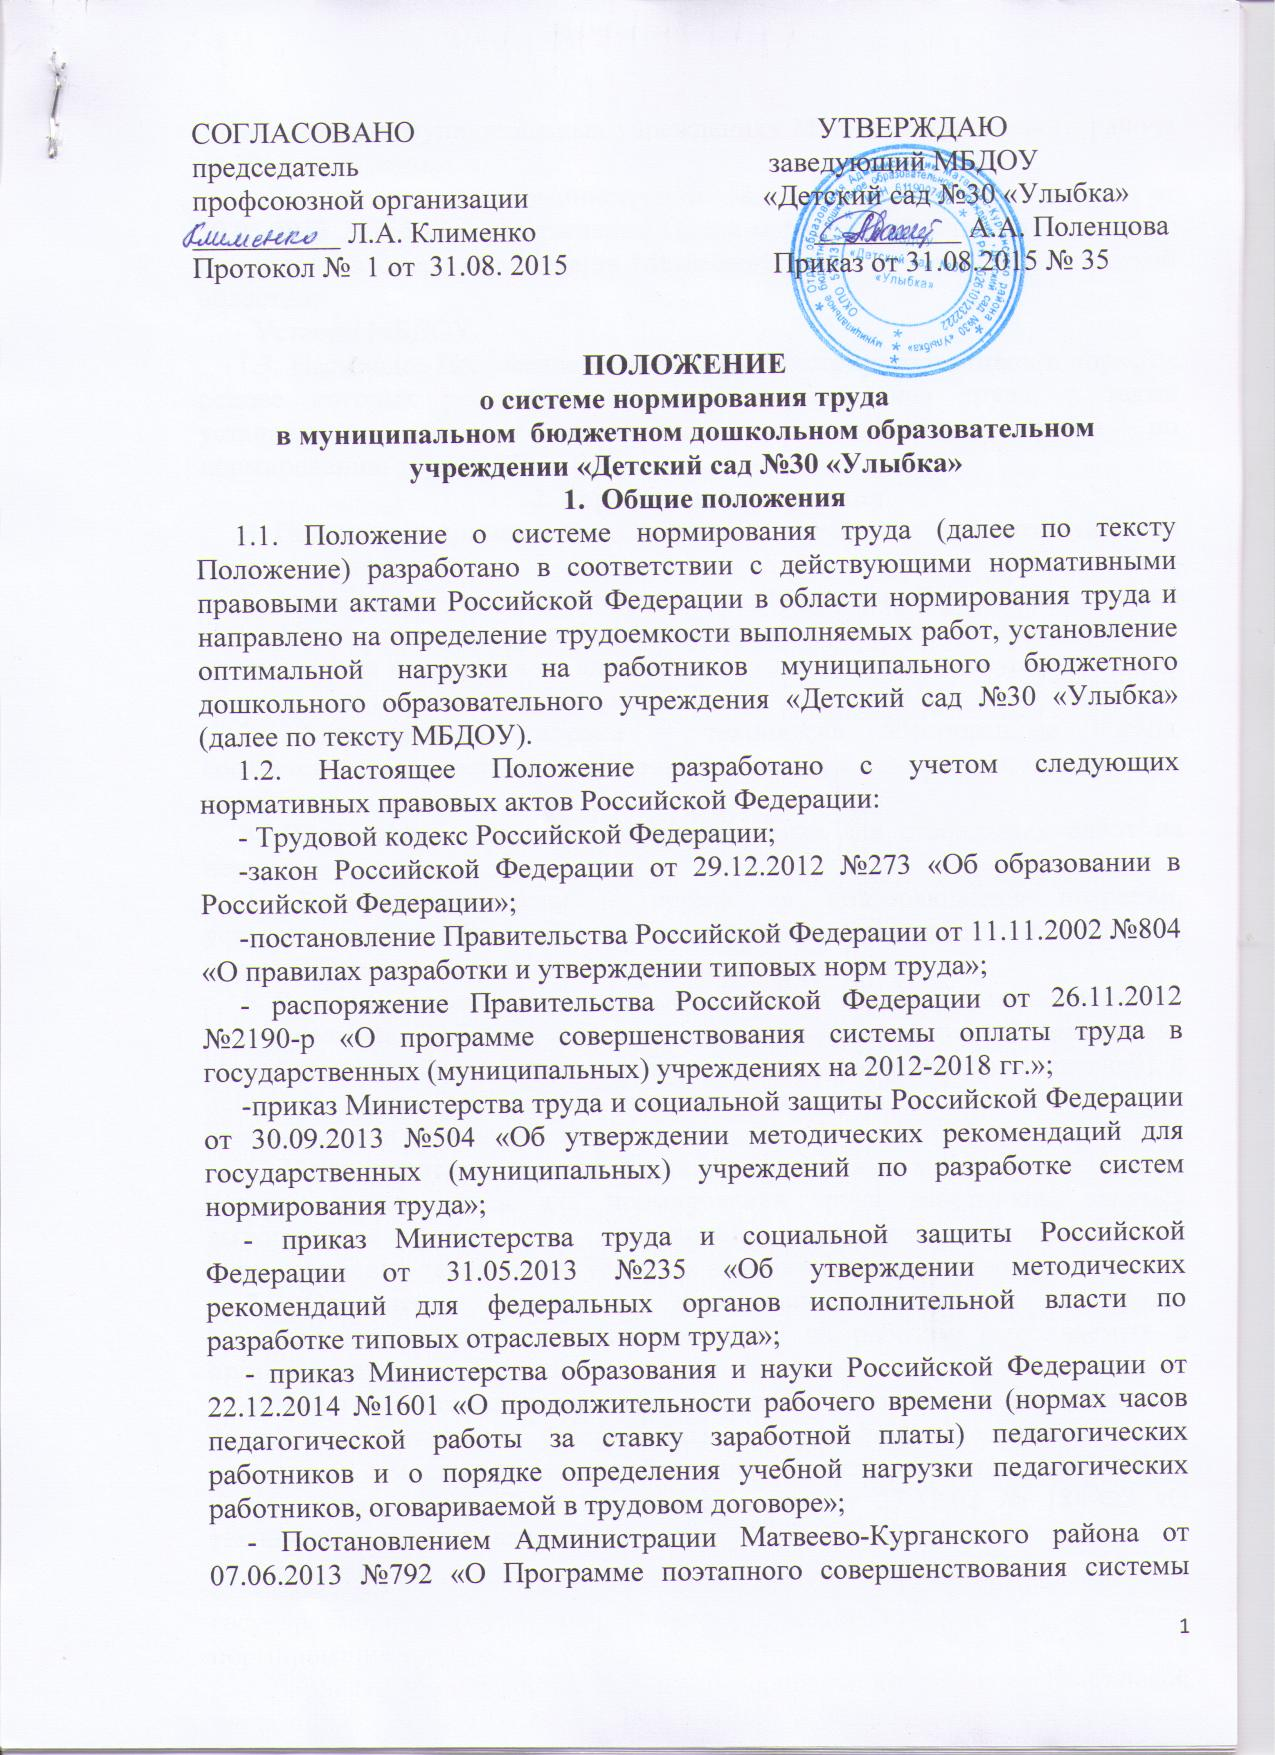 СОГЛАСОВАНО
председатель
профсоюзной организации
Клименко Л.А. Клименко
Протокол № 1 от 31.08. 2015
УТВЕРЖДАЮ
заведующий МБДОУ
«Детский сад №30 «Улыбка»
А.А. Поленцова
Приказ от 31.08.2015 № 35
«Детский сад №30
«Улыбка»
ПОЛОЖЕНИЕ
о системе нормирования труда
в муниципальном бюджетном дошкольном образовательном
учреждении «Детский сад №30 «Улыбка»
1. Общие положения
1.1. Положение о системе нормирования труда (далее по тексту
Положение) разработано в соответствии с действующими нормативными
правовыми актами Российской Федерации в области нормирования труда и
направлено на определение трудоемкости выполняемых работ, установление
оптимальной нагрузки на работников муниципального бюджетного
дошкольного образовательного учреждения «Детский сад №30 «Улыбка»
(далее по тексту МБДОУ).
1.2. Настоящее Положение разработано с учетом следующих
нормативных правовых актов Российской Федерации:
- Трудовой кодекс Российской Федерации;
-закон Российской Федерации от 29.12.2012 №273 «Об образовании в
Российской Федерации»;
-постановление Правительства Российской Федерации от 11.11.2002 №804
«О правилах разработки и утверждении типовых норм труда»;
- распоряжение Правительства Российской Федерации от 26.11.2012
№2190-р «О программе совершенствования системы оплаты труда в
государственных (муниципальных) учреждениях на 2012-2018 гг.»;
-приказ Министерства труда и социальной защиты Российской Федерации
от 30.09.2013 №504 «Об утверждении методических рекомендаций для
государственных (муниципальных) учреждений по разработке систем
нормирования труда»;
- приказ Министерства труда и социальной защиты Российской
Федерации от 31.05.2013 №235 «Об утверждении методических
рекомендаций для федеральных органов исполнительной власти по
разработке типовых отраслевых норм труда»;
- приказ Министерства образования и науки Российской Федерации от
22.12.2014 №1601 «О продолжительности рабочего времени (нормах часов
педагогической работы за ставку заработной платы) педагогических
работников и о порядке определения учебной нагрузки педагогических
работников, оговариваемой в трудовом договоре»;
- Постановлением Администрации Матвеево-Курганского района от
07.06.2013 №792 «О Программе поэтапного совершенствования системы
1